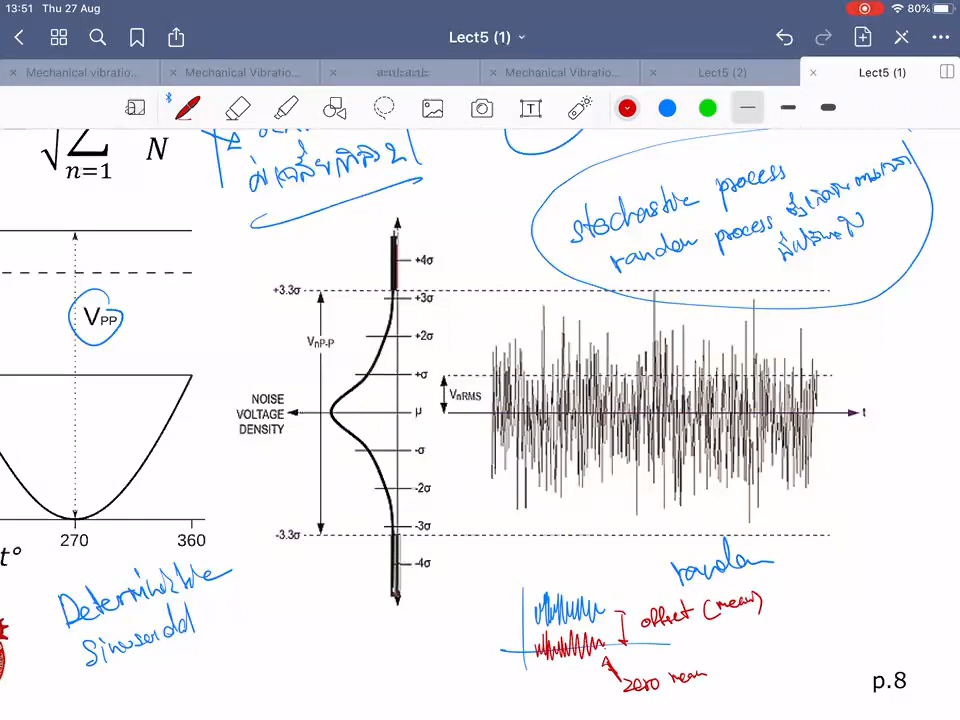 13:51 Thu 27 Aug
80%
Lect5 (1)
Mechanical vibratio...
Mechanical Vibratio...
Mechanical Vibratio...
Lect5 (2)
Lect5 (1)
√∑ N
n=1
stochastic process
random process
VPP
270
360
t°
Deterministic
Sinusoidal
+4σ
+3.3σ
+3σ
+2σ
VnP-P
+σ
VnRMS
NOISE
VOLTAGE
DENSITY
μ
t
-σ
-2σ
-3σ
-3.3σ
-4σ
random
offset (mean)
zero mean
p.8